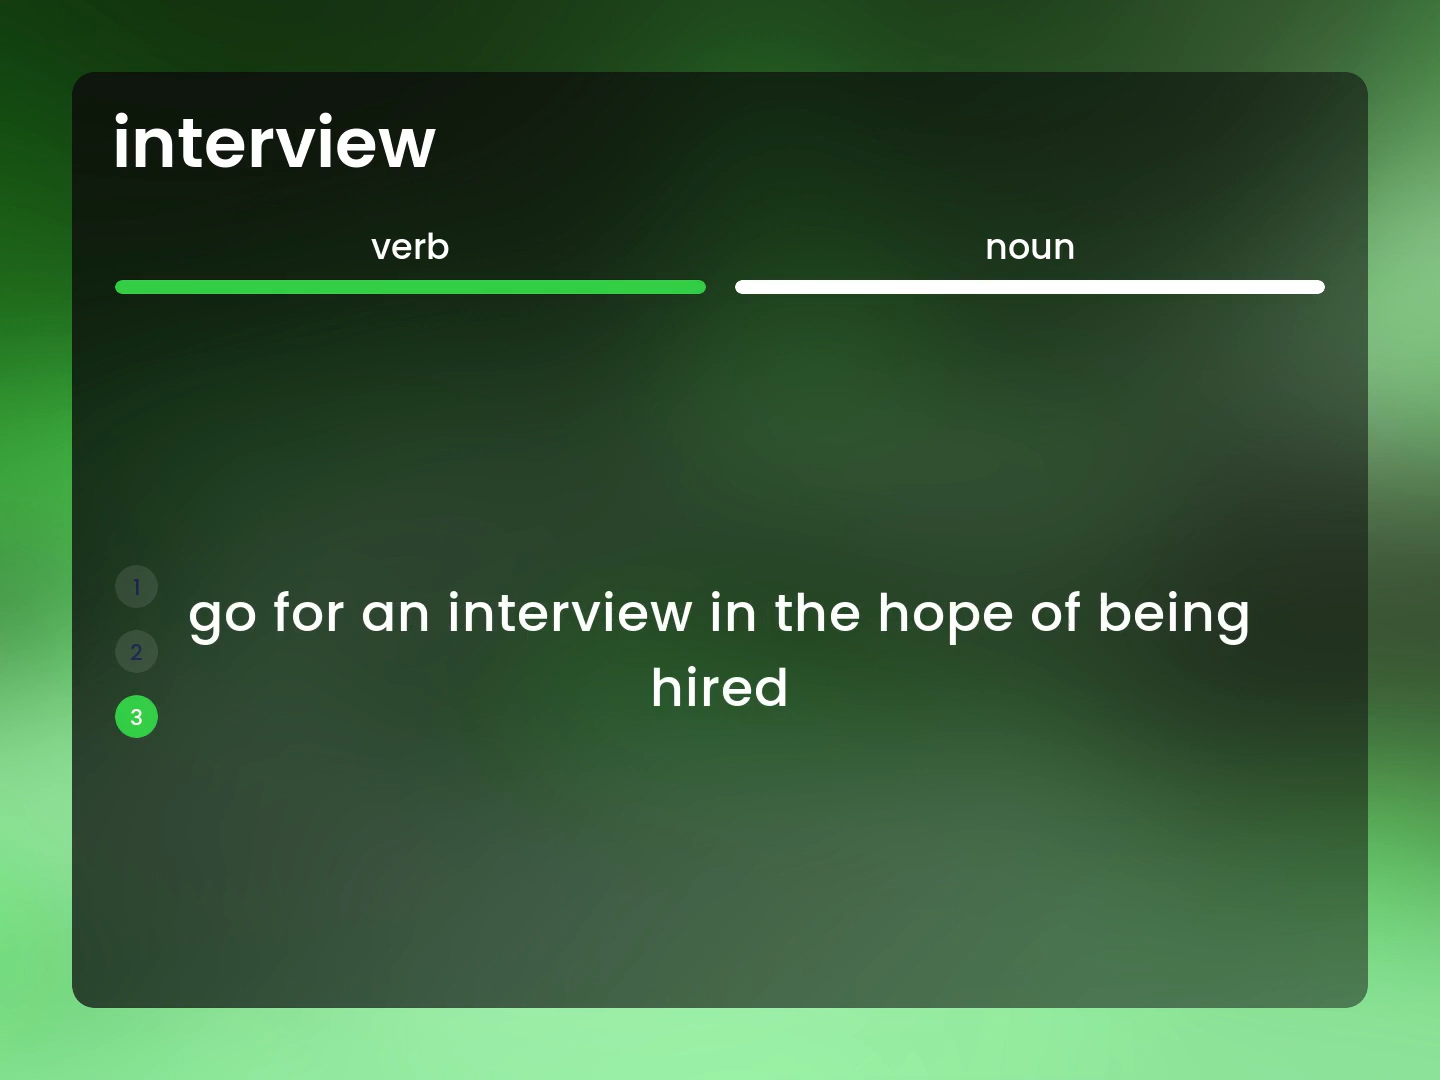 interview
verb
noun
1
2
3
go for an interview in the hope of being
hired